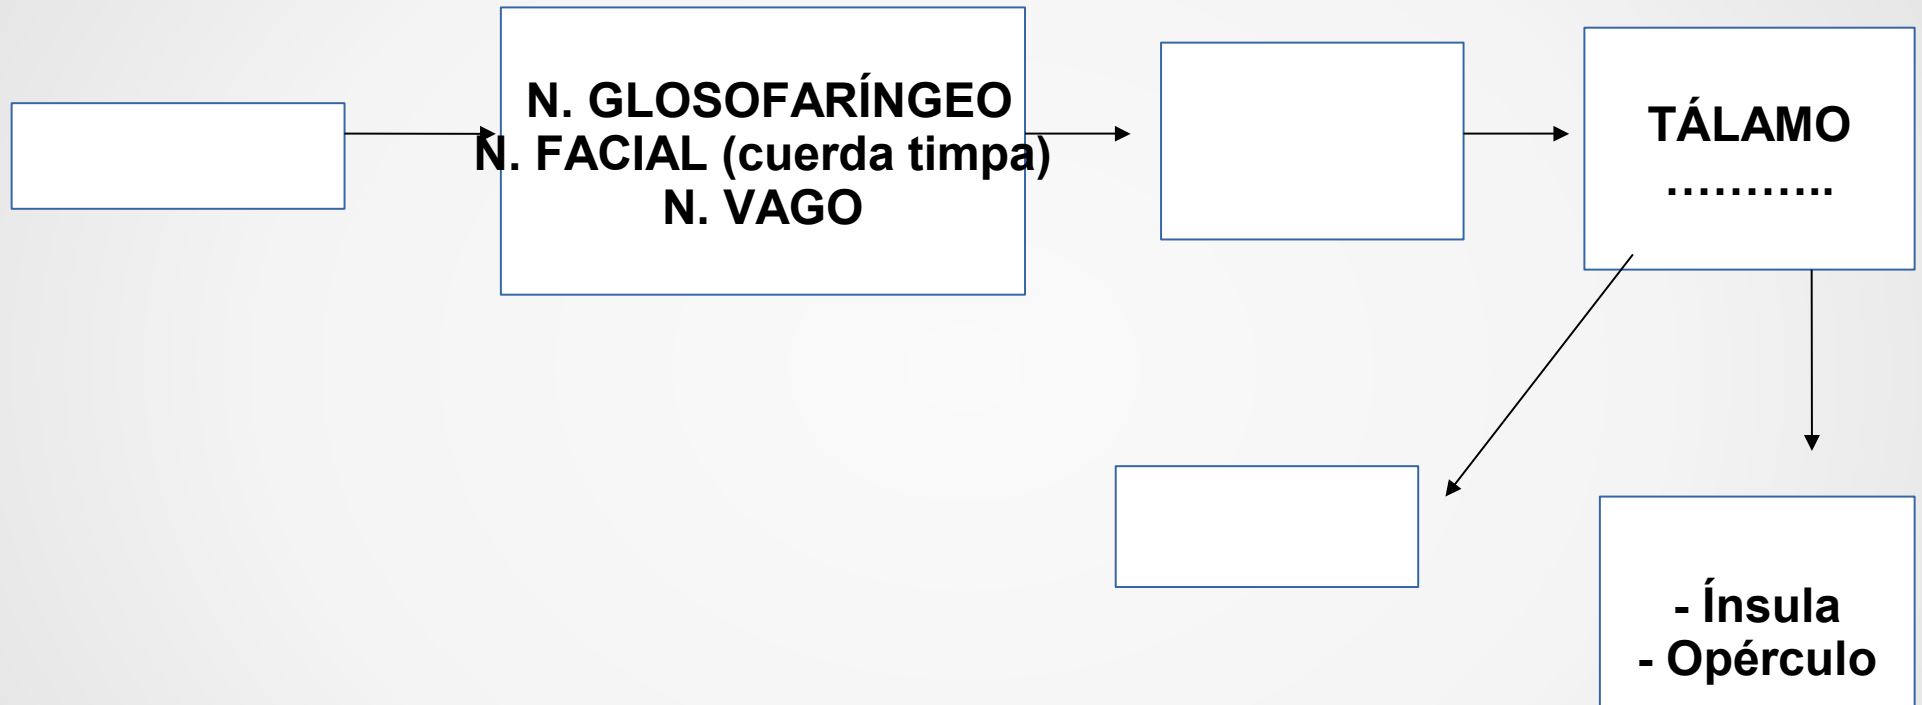 N. GLOSOFARÍNGEO
N. FACIAL (cuerda timpa)
N. VAGO
TÁLAMO
………..
- Ínsula
- Opérculo